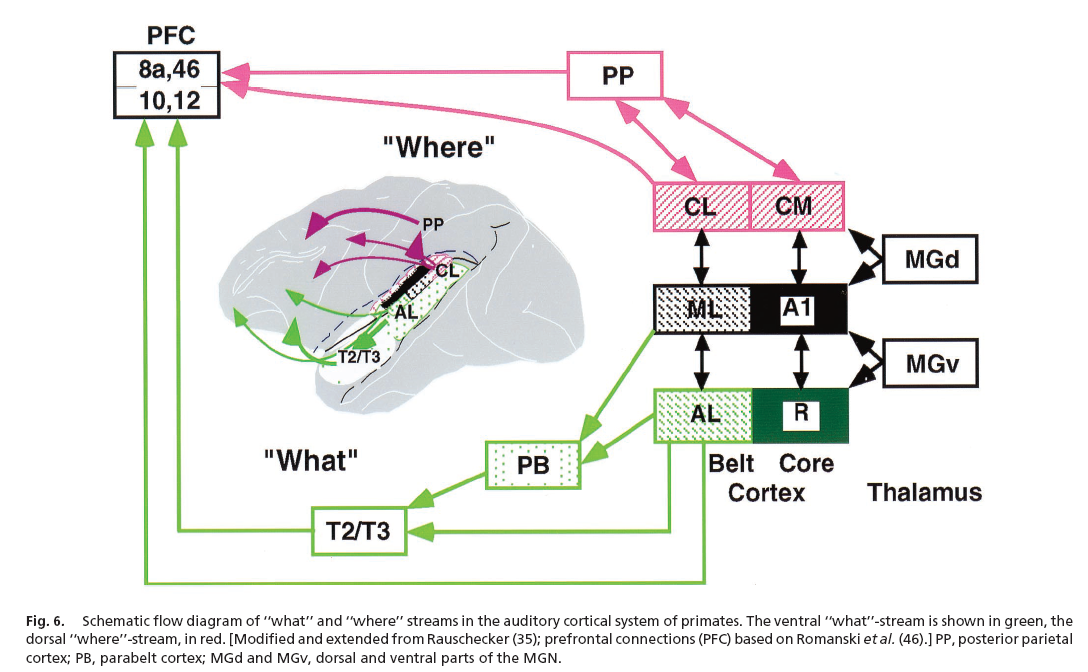 PFC
8a,46
10,12
PP
"Where"
CL CM
PP
CL
AL
T2/T3
MGd
ML A1
MGv
AL R
"What"
PB
Belt Core
Cortex
Thalamus
T2/T3
Fig. 6. Schematic flow diagram of ‘‘what’’ and ‘‘where’’ streams in the auditory cortical system of primates. The ventral ‘‘what’’-stream is shown in green, the
dorsal ‘‘where’’-stream, in red. [Modified and extended from Rauschecker (35); prefrontal connections (PFC) based on Romanski et al. (46).] PP, posterior parietal
cortex; PB, parabelt cortex; MGd and MGv, dorsal and ventral parts of the MGN.